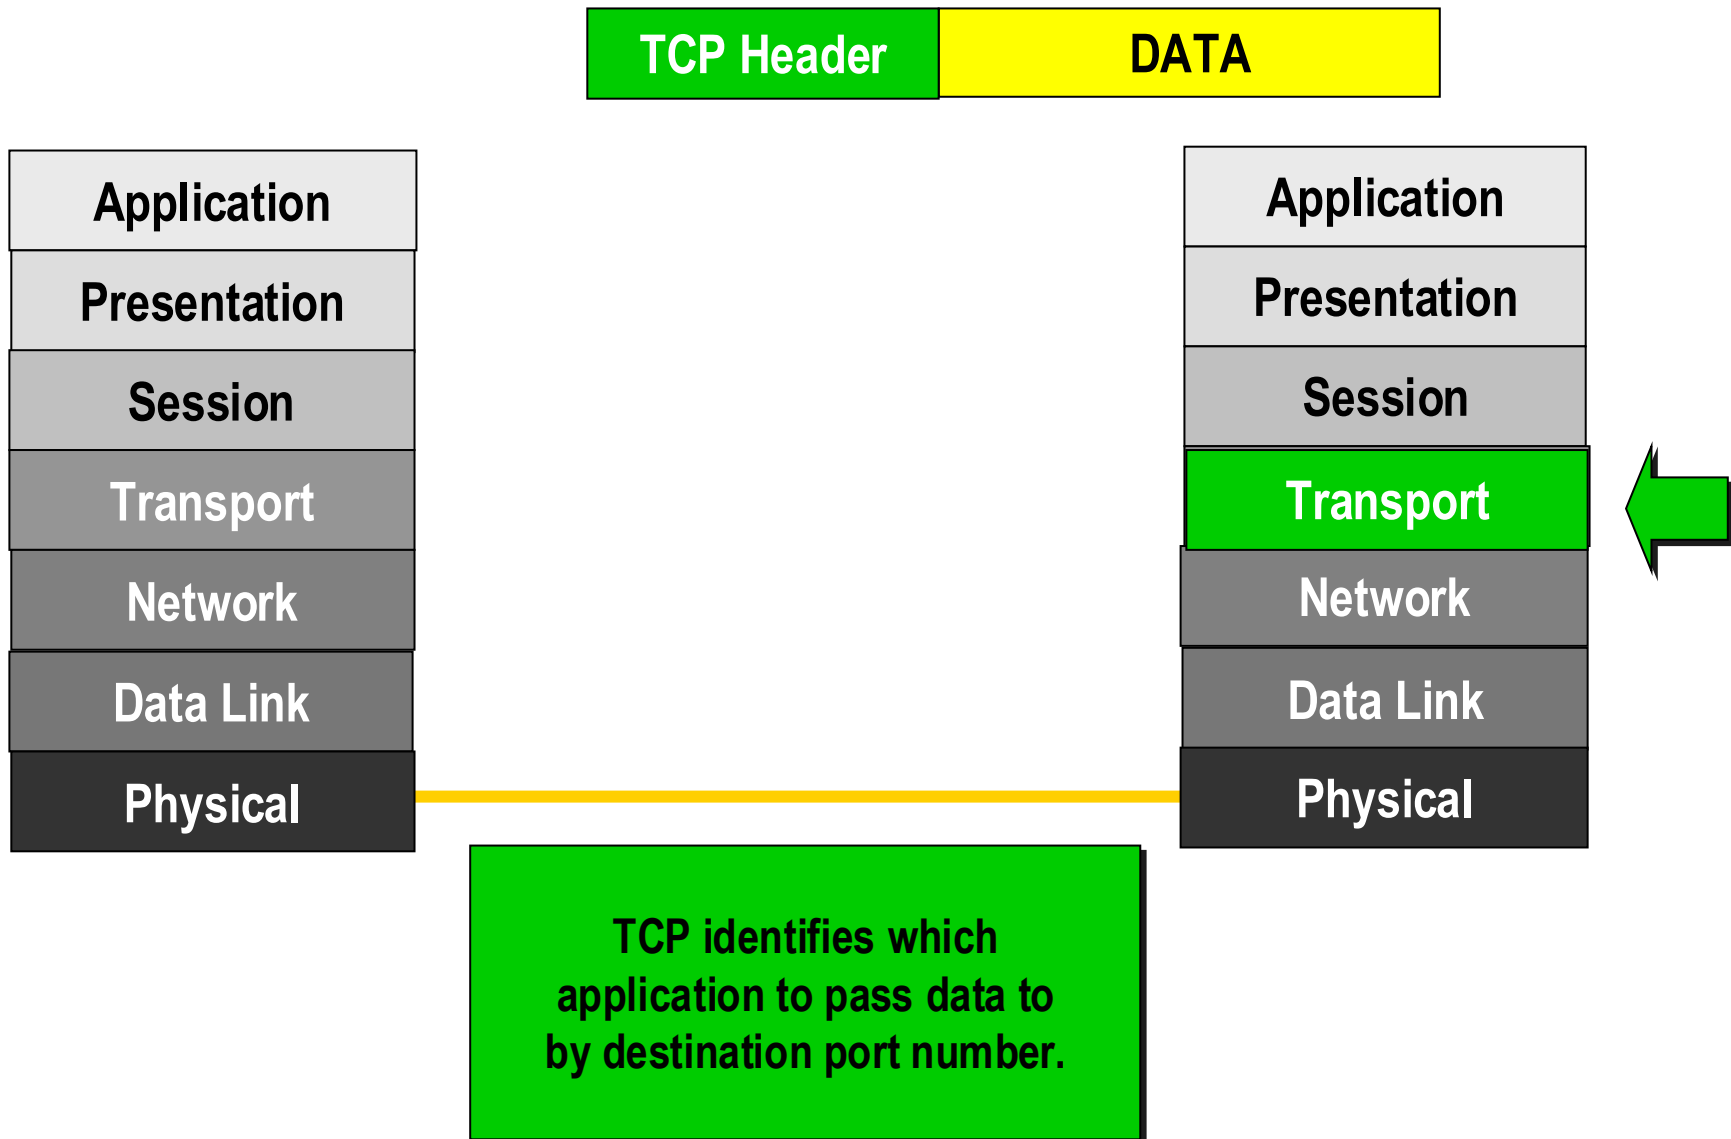 TCP Header
DATA
Application
Presentation
Session
Transport
Network
Data Link
Physical
Application
Presentation
Session
Transport
Network
Data Link
Physical
TCP identifies which
application to pass data to
by destination port number.